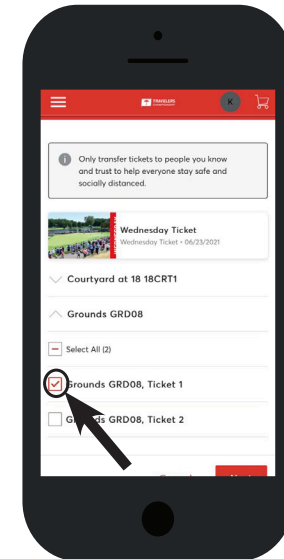 TRAVELERS
K
Only transfer tickets to people you know
and trust to help everyone stay safe and
socially distanced.
Wednesday Ticket
Wednesday Ticket • 06/23/2021
Courtyard at 18 18CRT1
Grounds GRD08
Select All (2)
Grounds GRD08, Ticket 1
GRD08, Ticket 2